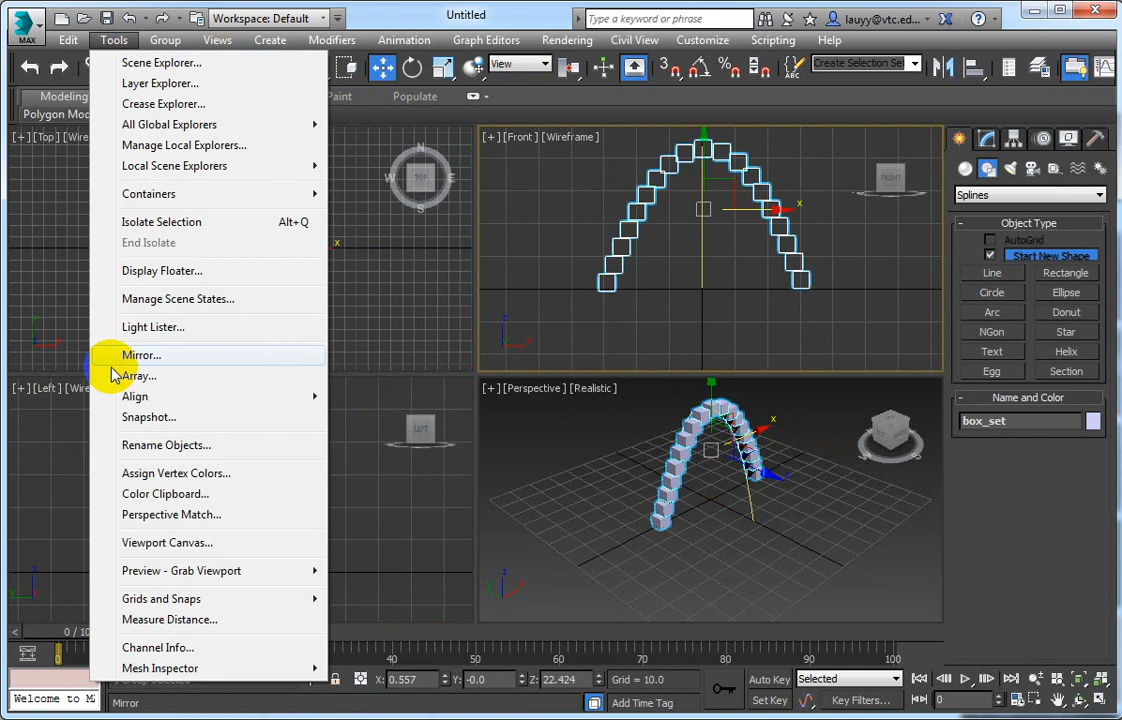 MAX
Workspace: Default
Untitled
Type a keyword or phrase
lauyy@vtc.ed...
Edit Tools Group Views Create Modifiers Animation Graph Editors Rendering Civil View Customize Scripting Help
View
3
Create Selection Se
ABC
Modeling
Paint
Populate
Polygon Mod
Scene Explorer...
Layer Explorer...
Crease Explorer...
All Global Explorers
Manage Local Explorers...
Local Scene Explorers
Containers
Isolate Selection Alt+Q
End Isolate
Display Floater...
Manage Scene States...
Light Lister...
Mirror...
Array...
Align
Snapshot...
Rename Objects...
Assign Vertex Colors...
Color Clipboard...
Perspective Match...
Viewport Canvas...
Preview - Grab Viewport
Grids and Snaps
Measure Distance...
Channel Info...
Mesh Inspector
[+] [Top] [Wire
N
W TOP E
S
x
y
[+] [Front] [Wireframe]
FRONT
x
z
x
[+] [Left] [Wire
LEFT
z
y
[+] [Perspective] [Realistic]
x
z
Splines
Object Type
AutoGrid
Start New Shape
Line Rectangle
Circle Ellipse
Arc Donut
NGon Star
Text Helix
Egg Section
Name and Color
box_set
0 / 10
0
40 50 60 70 80 90 100
X: 0.557 Y: -0.0 Z: 22.424 Grid = 10.0
Auto Key Selected
Welcome to M
Mirror
Add Time Tag
Set Key Key Filters...
0